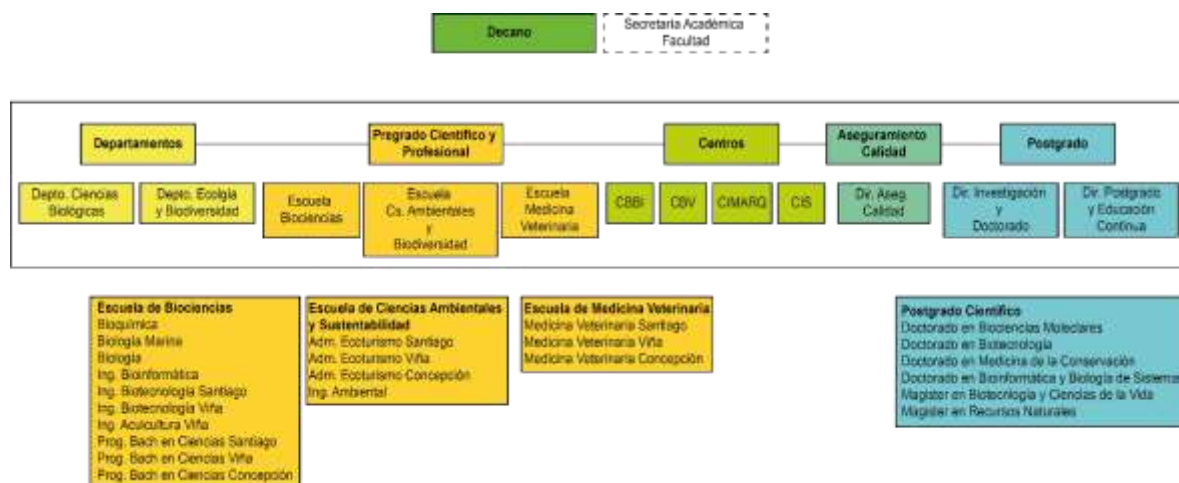 Decano
Secretaria Académica
Facultad
Departamentos
Pregrado Científico y
Profesional
Centros
Aseguramiento
Calidad
Postgrado
Depto. Ciencias
Biológicas
Depto. Ecolgía
y Biodiversidad
Escuela
Biociencias
Escuela
Cs. Ambientales
y
Biodiversidad
Escuela
Medicina
Veterinaria
CBBI
CBV
CIMARQ
CIS
Dir. Aseg.
Calidad
Dir. Investigación
y
Doctorado
Dir. Postgrado
y Educación
Continua
Escuela de Biociencias
Bioquímica
Biología Marina
Biología
Ing. Bioinformática
Ing. Biotecnología Santiago
Ing. Biotecnología Viña
Ing. Acuicultura Viña
Prog. Bach en Ciencias Santiago
Prog. Bach en Ciencias Viña
Prog. Bach en Ciencias Concepción
Escuela de Ciencias Ambientales
y Sustentabilidad
Adm. Ecoturismo Santiago
Adm. Ecoturismo Viña
Adm. Ecoturismo Concepción
Ing. Ambiental
Escuela de Medicina Veterinaria
Medicina Veterinaria Santiago
Medicina Veterinaria Viña
Medicina Veterinaria Concepción
Postgrado Científico
Doctorado en Biociencias Moleclares
Doctorado en Biotecnología
Doctorado en Medicina de la Conservación
Doctorado en Bioinformática y Biología de Sistema
Magister en Biotecnlogía y Ciencias de la Vida
Magister en Recursos Naturales